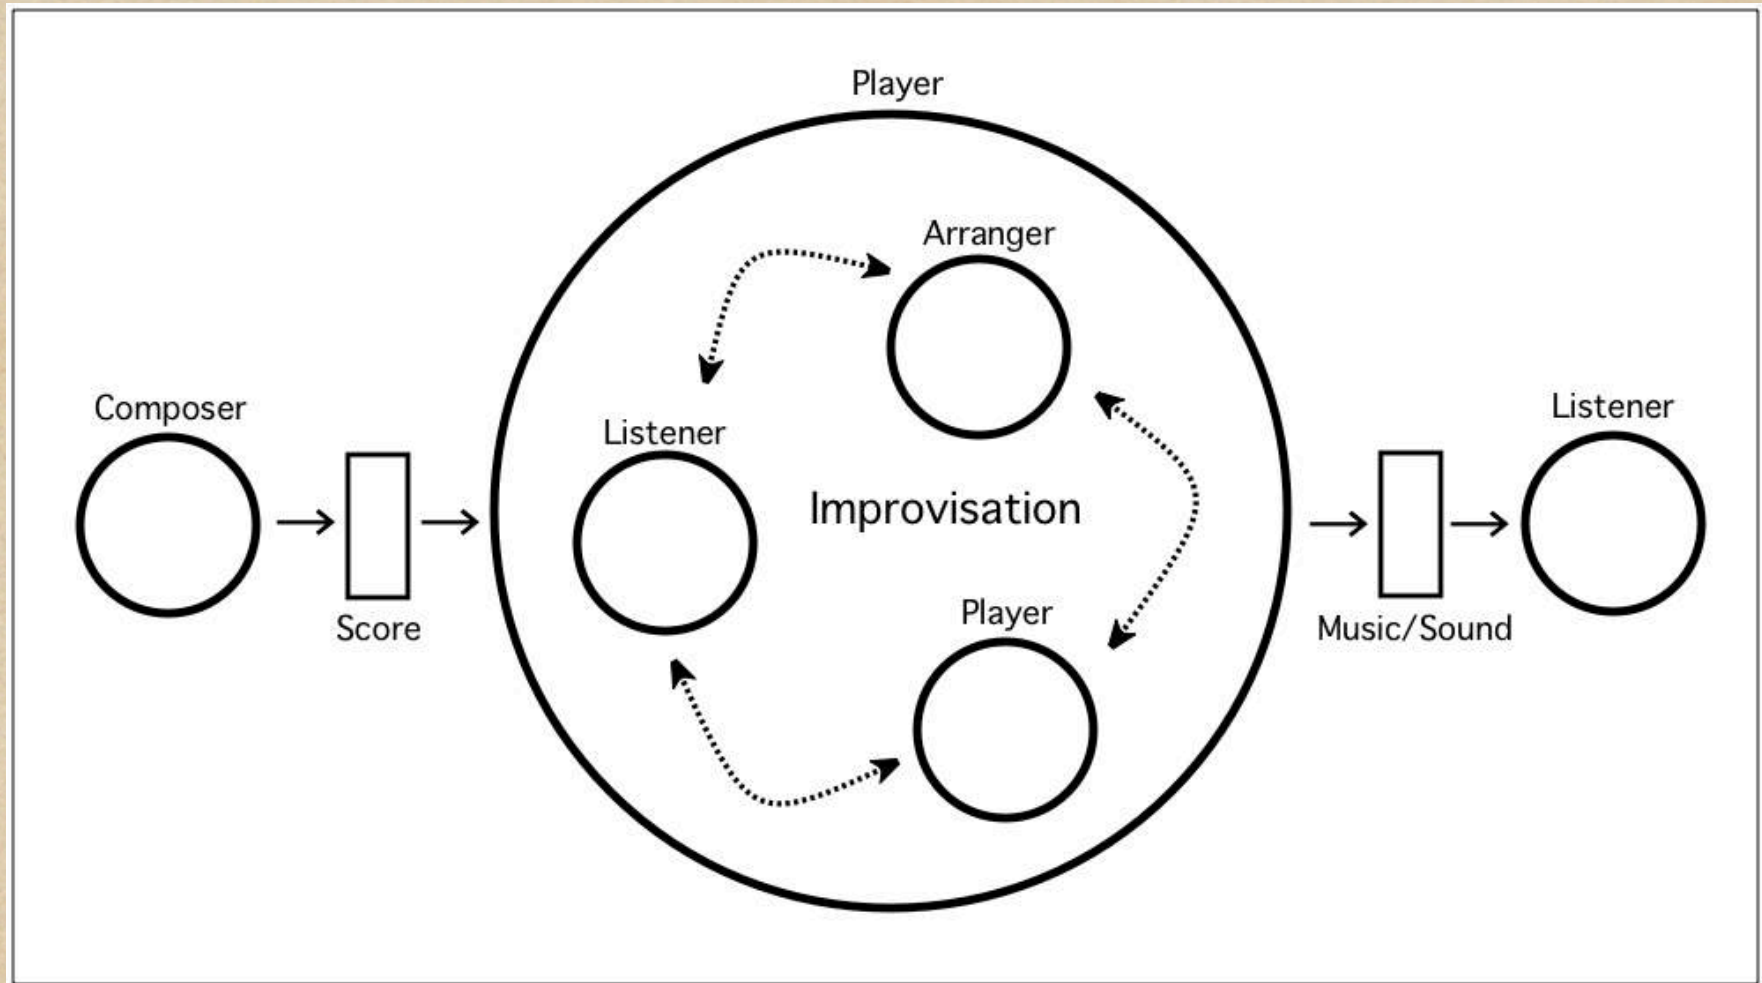 Player
Arranger
Composer
Listener
Listener
Improvisation
Player
Score
Music/Sound